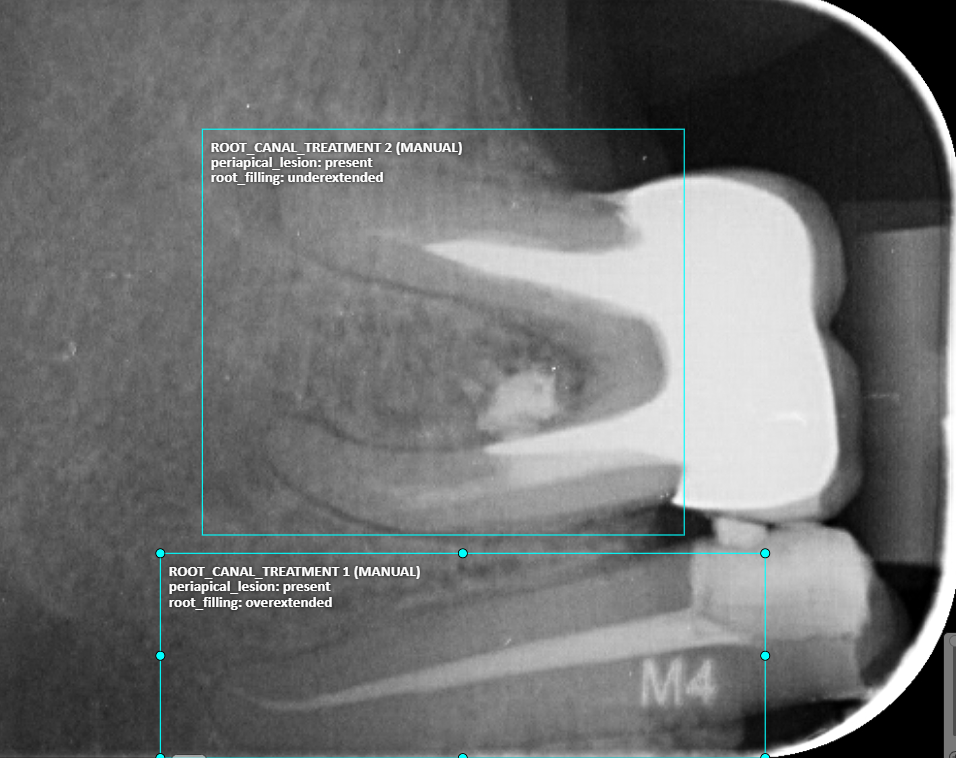 ROOT_CANAL_TREATMENT 2 (MANUAL)
periapical_lesion: present
root_filling: underextended
ROOT_CANAL_TREATMENT 1 (MANUAL)
periapical_lesion: present
root_filling: overextended
M4